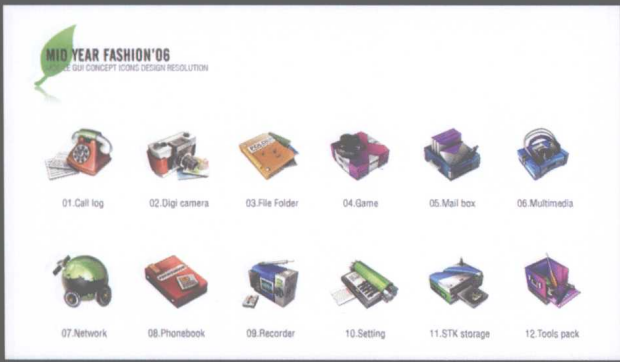 MID YEAR FASHION'06
GUI CONCEPT ICONS DESIGN RESOLUTION
01.Call log
02.Digi camera
03.File Folder
04.Game
05.Mail box
06.Multimedia
07.Network
08.Phonebook
09.Recorder
10.Setting
11.STK storage
12.Tools pack